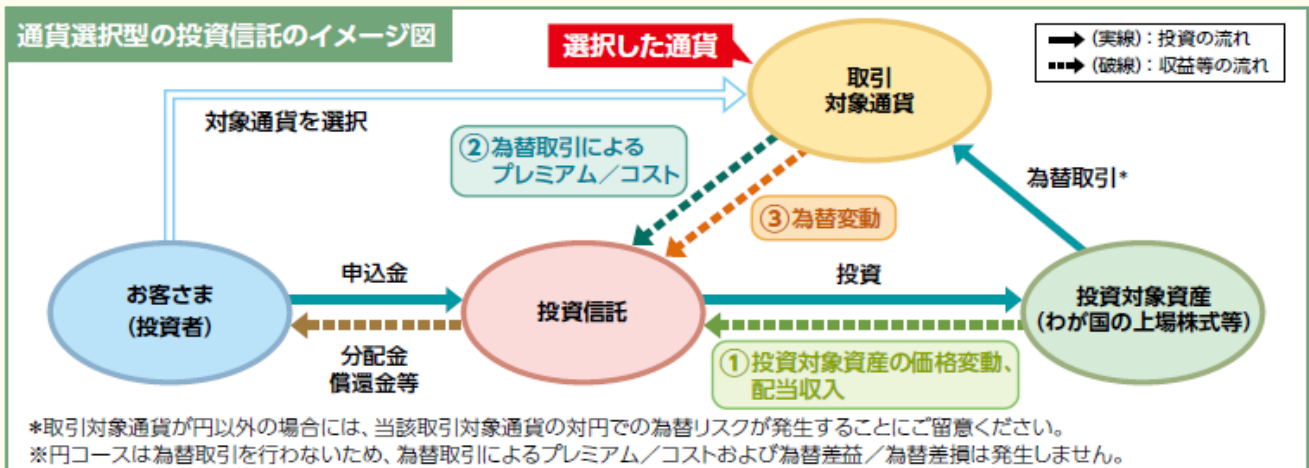 通貨選択型の投資信託のイメージ図
選択した通貨
(実線)：投資の流れ
(破線)：収益等の流れ
取引
対象通貨
対象通貨を選択
②為替取引による
プレミアム／コスト
為替取引*
③為替変動
お客さま
(投資者)
申込金
分配金
償還金等
投資信託
投資
①投資対象資産の価格変動、
配当収入
投資対象資産
(わが国の上場株式等)
*取引対象通貨が円以外の場合には、当該取引対象通貨の対円での為替リスクが発生することにご留意ください。
※円コースは為替取引を行わないため、為替取引によるプレミアム／コストおよび為替差益／為替差損は発生しません。